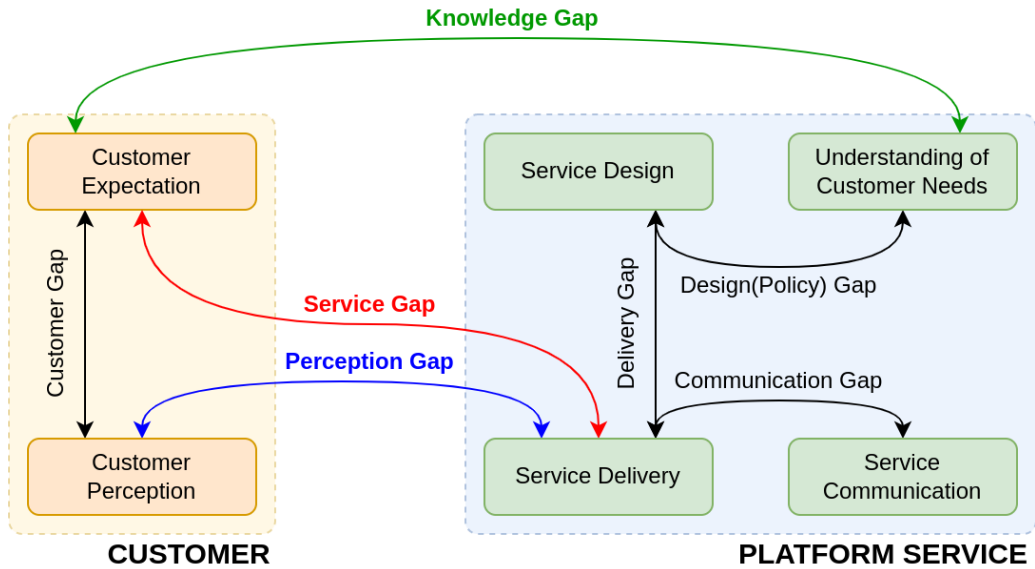 Knowledge Gap
Customer
Expectation
Service Design
Understanding of
Customer Needs
Customer Gap
Service Gap
Delivery Gap
Design(Policy) Gap
Perception Gap
Communication Gap
Customer
Perception
Service Delivery
Service
Communication
CUSTOMER
PLATFORM SERVICE